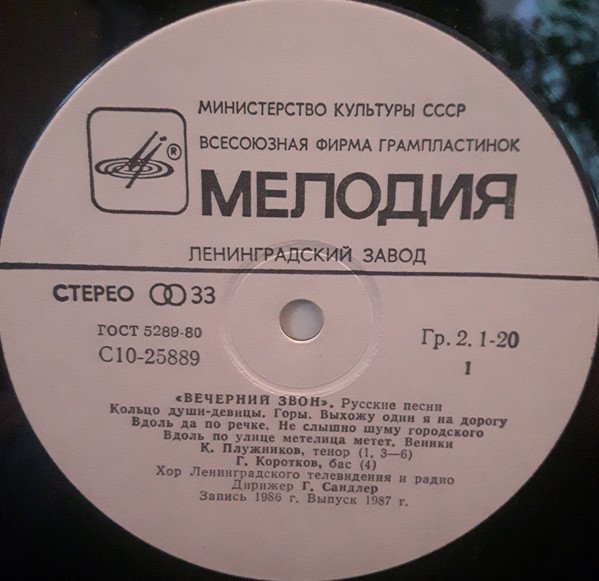 МИНИСТЕРСТВО КУЛЬТУРЫ СССР
ВСЕСОЮЗНАЯ ФИРМА ГРАМПЛАСТИНОК
®
МЕЛОДИЯ
ЛЕНИНГРАДСКИЙ ЗАВОД
СТЕРЕО 33
ГОСТ 5289-80
С10-25889
Гр. 2. 1-20
I
«ВЕЧЕРНИЙ ЗВОН». Русские песни
Кольцо души-девицы. Горы. Выхожу один я на дорогу
Вдоль да по речке. Не слышно шуму городского
Вдоль по улице метелица метет. Веники
К. Плужников, тенор (1, 3—6)
Г. Коротков, бас (4)
Хор Ленинградского телевидения и радио
Дирижер Г. Сандлер
Запись 1986 г. Выпуск 1987 г.